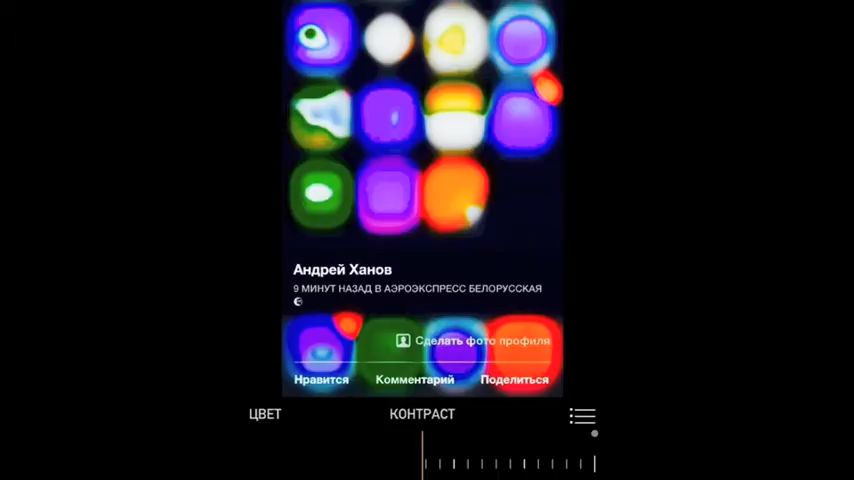 Андрей Ханов
9 МИНУТ НАЗАД В АЭРОЭКСПРЕСС БЕЛОРУССКАЯ
Сделать фото профиля
Нравится Комментарий Поделиться
ЦВЕТ КОНТРАСТ